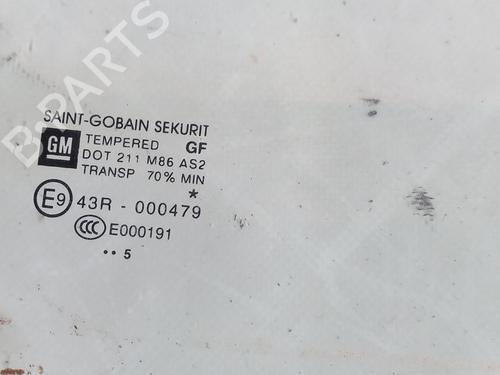 SAINT-GOBAIN SEKURIT
GM TEMPERED GF
DOT 211 M86 AS2
TRANSP 70% MIN
*
E9 43R - 000479
CCC E000191
•• 5
B-PARTS